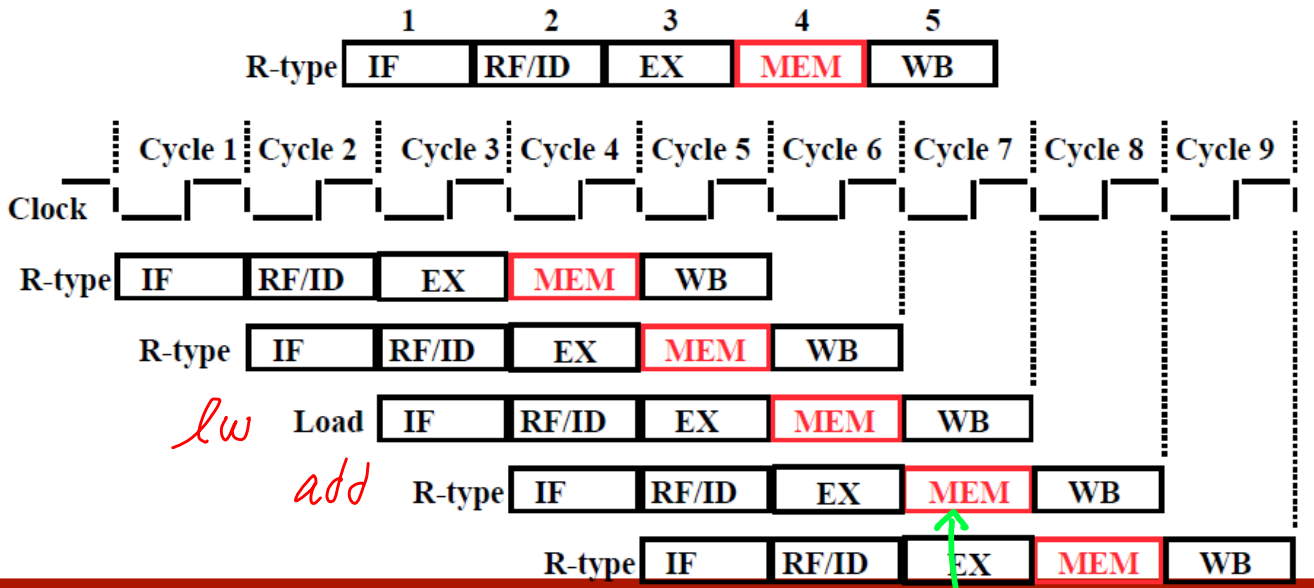 1 2 3 4 5
R-type IF RF/ID EX MEM WB
Cycle 1 Cycle 2 Cycle 3 Cycle 4 Cycle 5 Cycle 6 Cycle 7 Cycle 8 Cycle 9
Clock
R-type IF RF/ID EX MEM WB
R-type IF RF/ID EX MEM WB
lw Load IF RF/ID EX MEM WB
add R-type IF RF/ID EX MEM WB
R-type IF RF/ID EX MEM WB